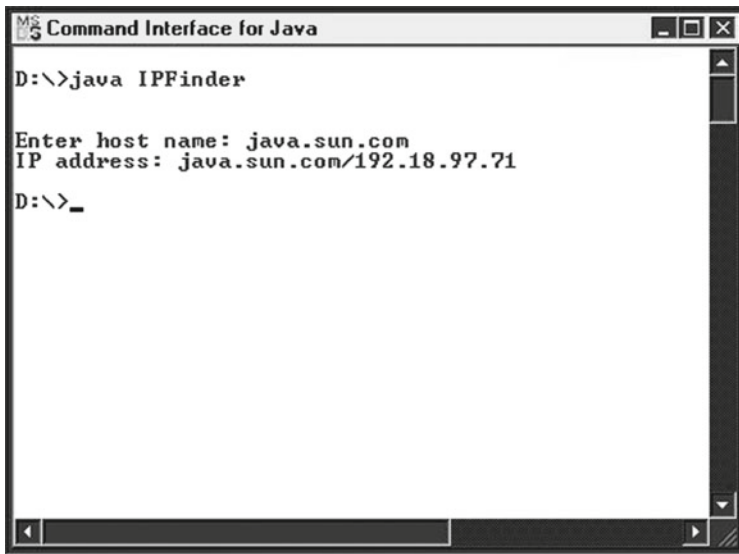 Command Interface for Java
D:\>java IPFinder
Enter host name: java.sun.com
IP address: java.sun.com/192.18.97.71
D:\>_